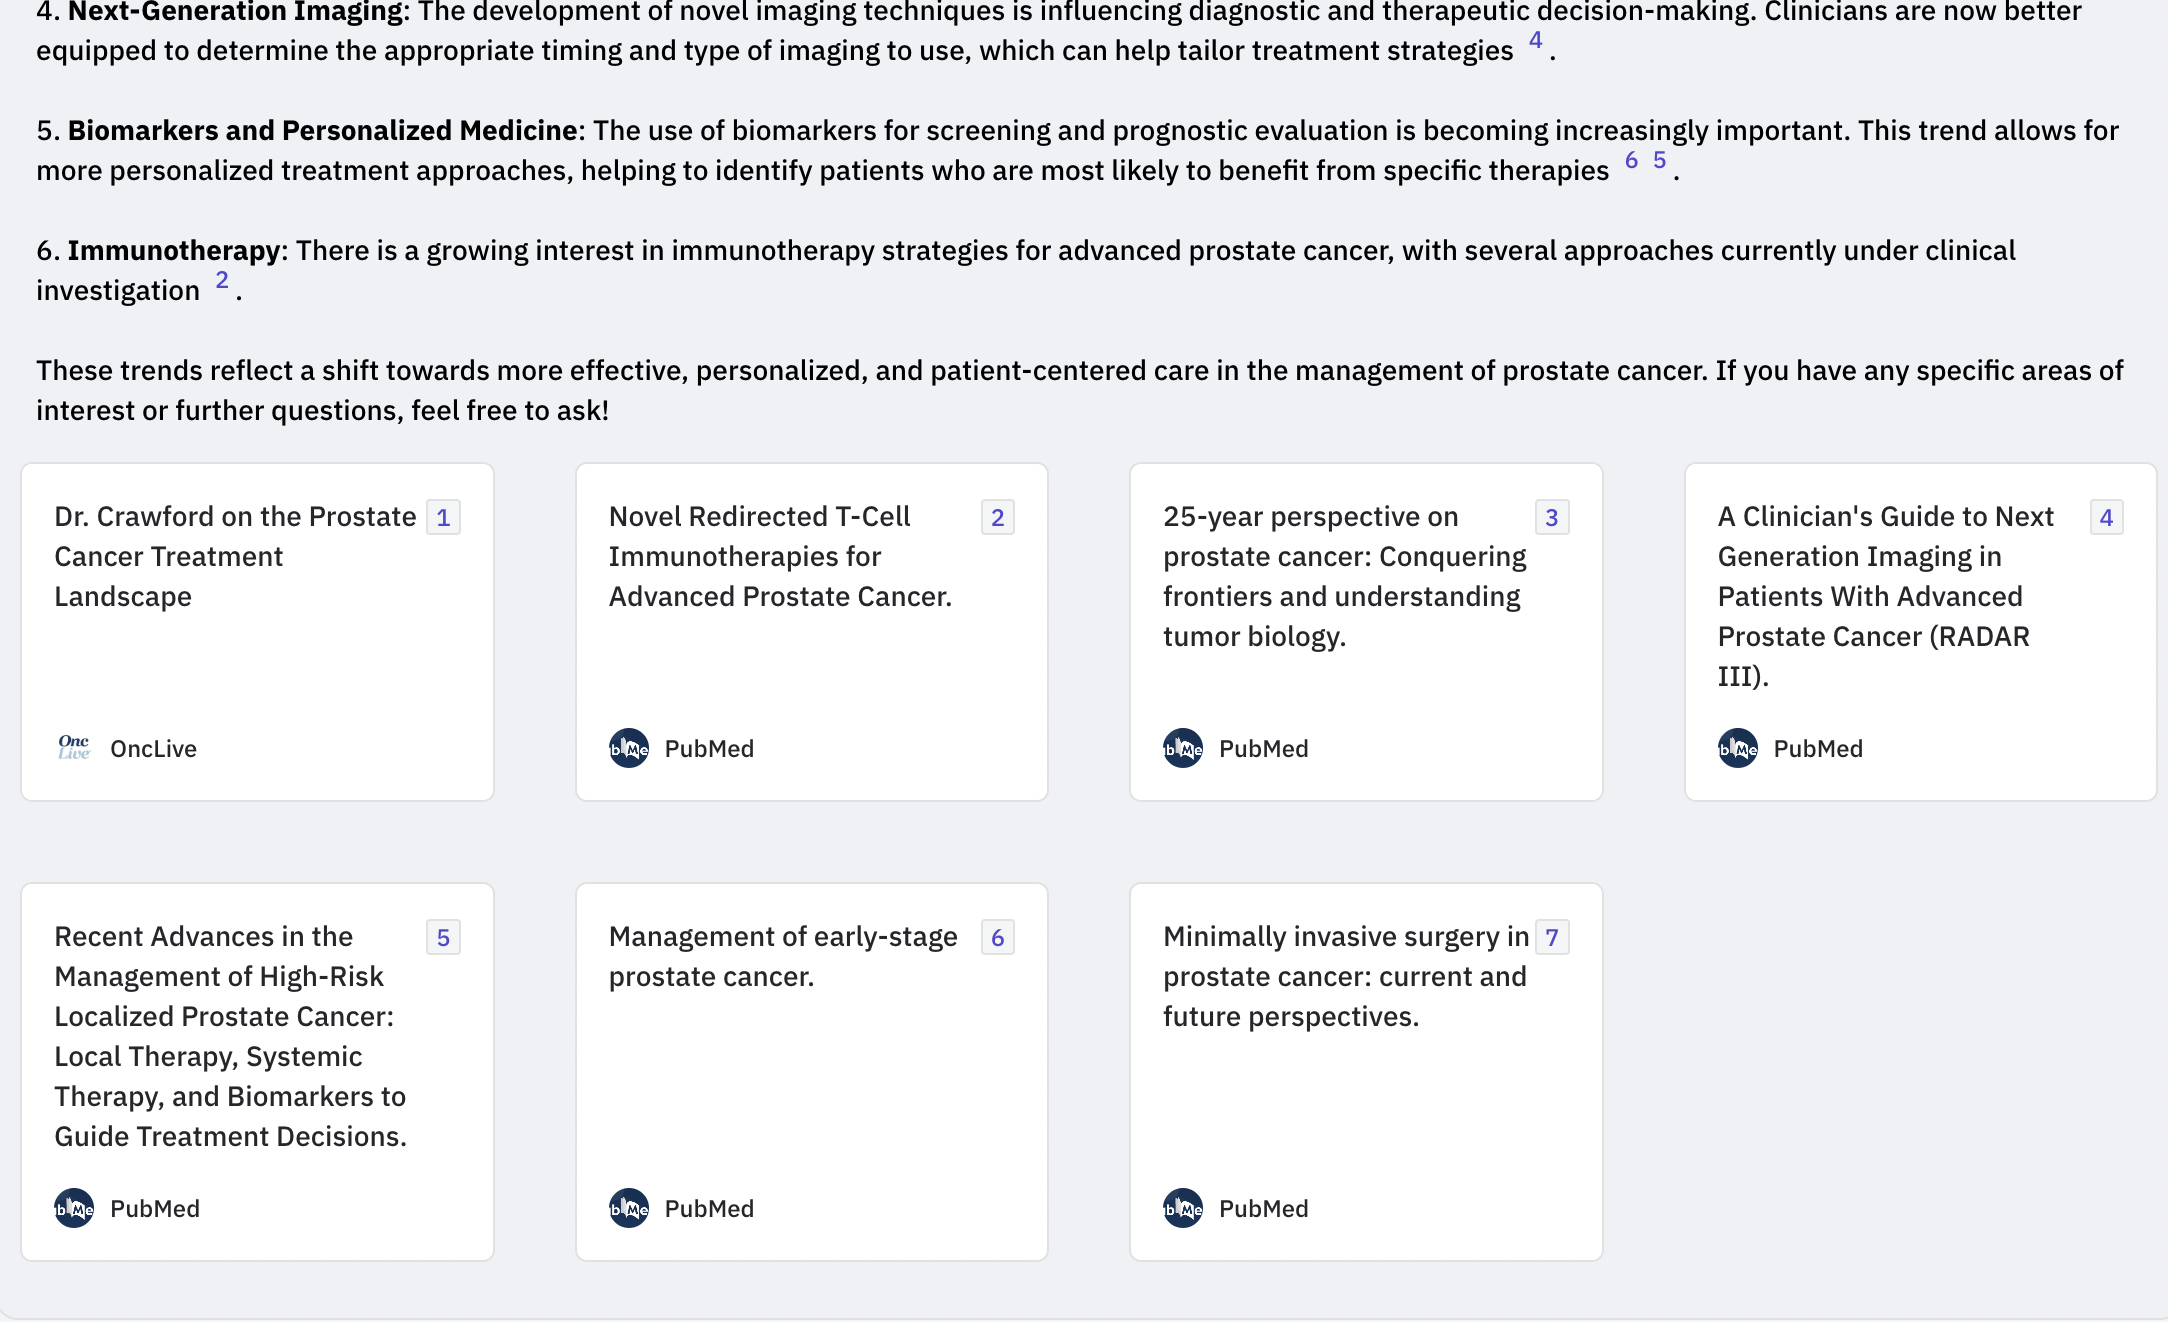 4. Next-Generation Imaging: The development of novel imaging techniques is influencing diagnostic and therapeutic decision-making. Clinicians are now better
equipped to determine the appropriate timing and type of imaging to use, which can help tailor treatment strategies 4 .
5. Biomarkers and Personalized Medicine: The use of biomarkers for screening and prognostic evaluation is becoming increasingly important. This trend allows for
more personalized treatment approaches, helping to identify patients who are most likely to benefit from specific therapies 6 5 .
6. Immunotherapy: There is a growing interest in immunotherapy strategies for advanced prostate cancer, with several approaches currently under clinical
investigation 2 .
These trends reflect a shift towards more effective, personalized, and patient-centered care in the management of prostate cancer. If you have any specific areas of
interest or further questions, feel free to ask!
Dr. Crawford on the Prostate 1
Cancer Treatment
Landscape
Onc
Live
OncLive
Novel Redirected T-Cell 2
Immunotherapies for
Advanced Prostate Cancer.
bMe
PubMed
25-year perspective on 3
prostate cancer: Conquering
frontiers and understanding
tumor biology.
bMe
PubMed
A Clinician's Guide to Next 4
Generation Imaging in
Patients With Advanced
Prostate Cancer (RADAR
III).
bMe
PubMed
Recent Advances in the 5
Management of High-Risk
Localized Prostate Cancer:
Local Therapy, Systemic
Therapy, and Biomarkers to
Guide Treatment Decisions.
bMe
PubMed
Management of early-stage 6
prostate cancer.
bMe
PubMed
Minimally invasive surgery in 7
prostate cancer: current and
future perspectives.
bMe
PubMed